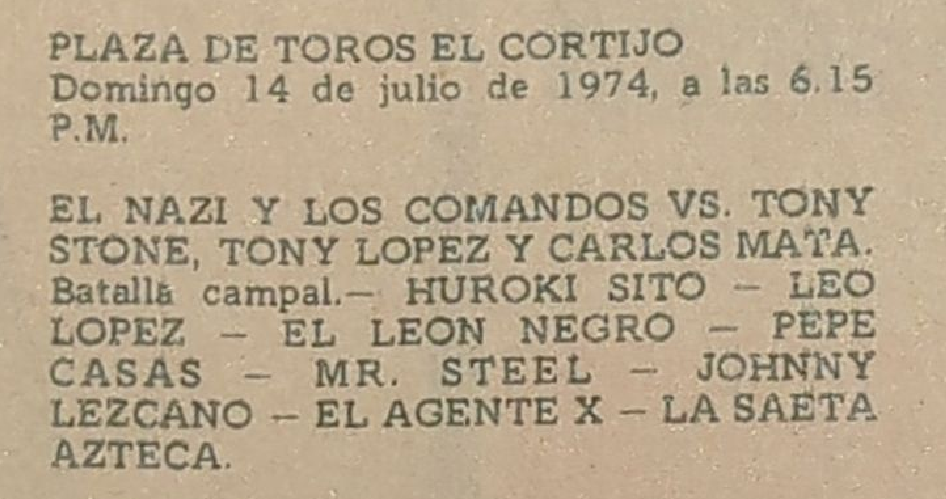 PLAZA DE TOROS EL CORTIJO
Domingo 14 de julio de 1974, a las 6.15
P.M.
EL NAZI Y LOS COMANDOS VS. TONY
STONE, TONY LOPEZ Y CARLOS MATA.
Batalla campal.— HUROKI SITO — LEO
LOPEZ — EL LEON NEGRO — PEPE
CASAS — MR. STEEL — JOHNNY
LEZCANO — EL AGENTE X — LA SAETA
AZTECA.